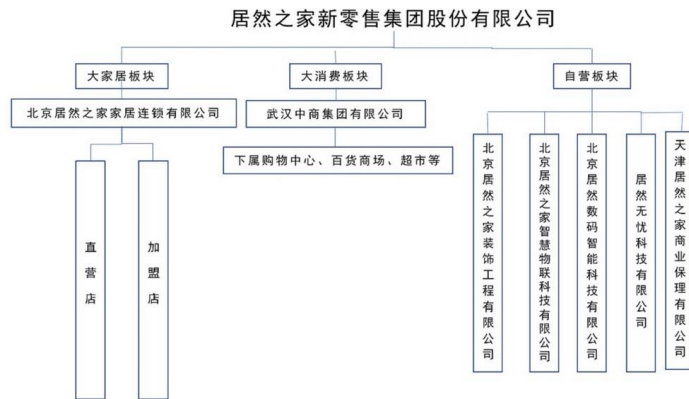 居然之家新零售集团股份有限公司
大家居板块
大消费板块
自营板块
北京居然之家家居连锁有限公司
武汉中商集团有限公司
下属购物中心、百货商场、超市等
直营店
加盟店
北京居然之家装饰工程有限公司
北京居然之家智慧物联科技有限公司
北京居然数码智能科技有限公司
居然无忧科技有限公司
天津居然之家商业保理有限公司